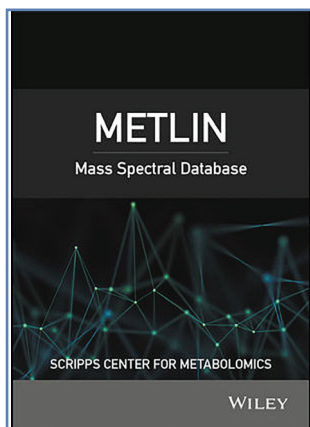 METLIN
Mass Spectral Database
SCRIPPS CENTER FOR METABOLOMICS
WILEY